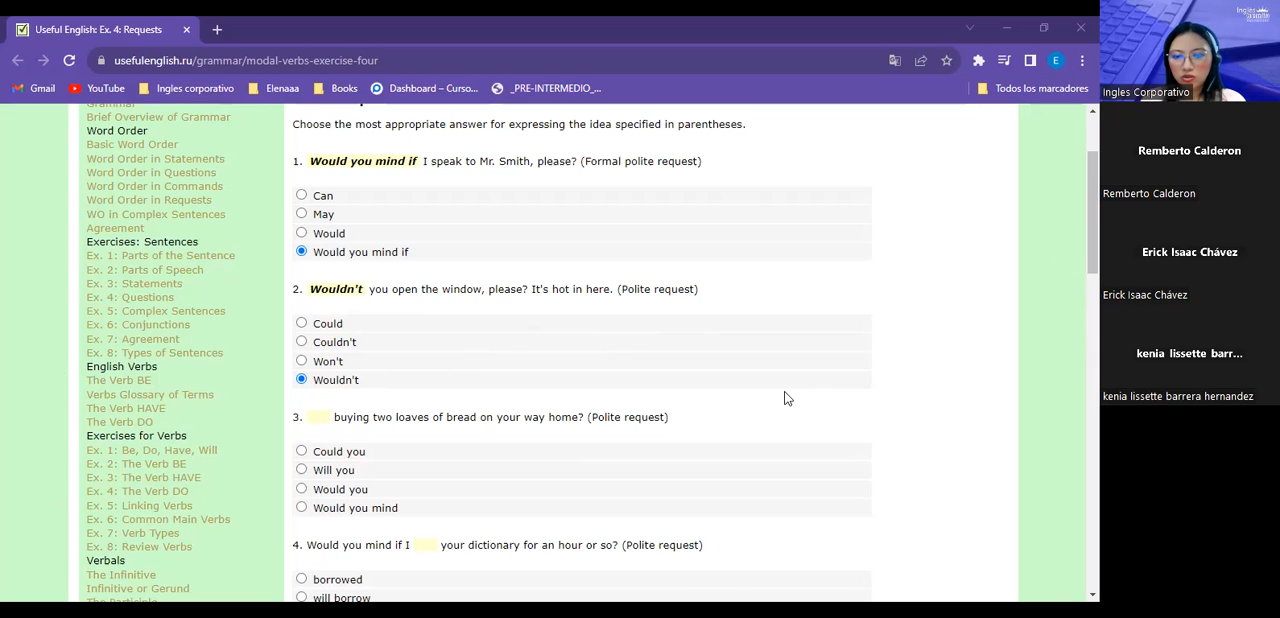 Useful English: Ex. 4: Requests
usefulenglish.ru/grammar/modal-verbs-exercise-four
E
Gmail
YouTube
Ingles corporativo
Elenaaa
Books
Dashboard – Curso...
_PRE-INTERMEDIO_...
Todos los marcadores
Grammar
Brief Overview of Grammar
Word Order
Basic Word Order
Word Order in Statements
Word Order in Questions
Word Order in Commands
Word Order in Requests
WO in Complex Sentences
Agreement
Exercises: Sentences
Ex. 1: Parts of the Sentence
Ex. 2: Parts of Speech
Ex. 3: Statements
Ex. 4: Questions
Ex. 5: Complex Sentences
Ex. 6: Conjunctions
Ex. 7: Agreement
Ex. 8: Types of Sentences
English Verbs
The Verb BE
Verbs Glossary of Terms
The Verb HAVE
The Verb DO
Exercises for Verbs
Ex. 1: Be, Do, Have, Will
Ex. 2: The Verb BE
Ex. 3: The Verb HAVE
Ex. 4: The Verb DO
Ex. 5: Linking Verbs
Ex. 6: Common Main Verbs
Ex. 7: Verb Types
Ex. 8: Review Verbs
Verbals
The Infinitive
Infinitive or Gerund
The Participle
Choose the most appropriate answer for expressing the idea specified in parentheses.
1. Would you mind if I speak to Mr. Smith, please? (Formal polite request)
Can
May
Would
Would you mind if
2. Wouldn't you open the window, please? It's hot in here. (Polite request)
Could
Couldn't
Won't
Wouldn't
3. buying two loaves of bread on your way home? (Polite request)
Could you
Will you
Would you
Would you mind
4. Would you mind if I your dictionary for an hour or so? (Polite request)
borrowed
will borrow
Ingles
Ingles Corporativo
Remberto Calderon
Remberto Calderon
Erick Isaac Chávez
Erick Isaac Chávez
kenia lissette barr...
kenia lissette barrera hernandez